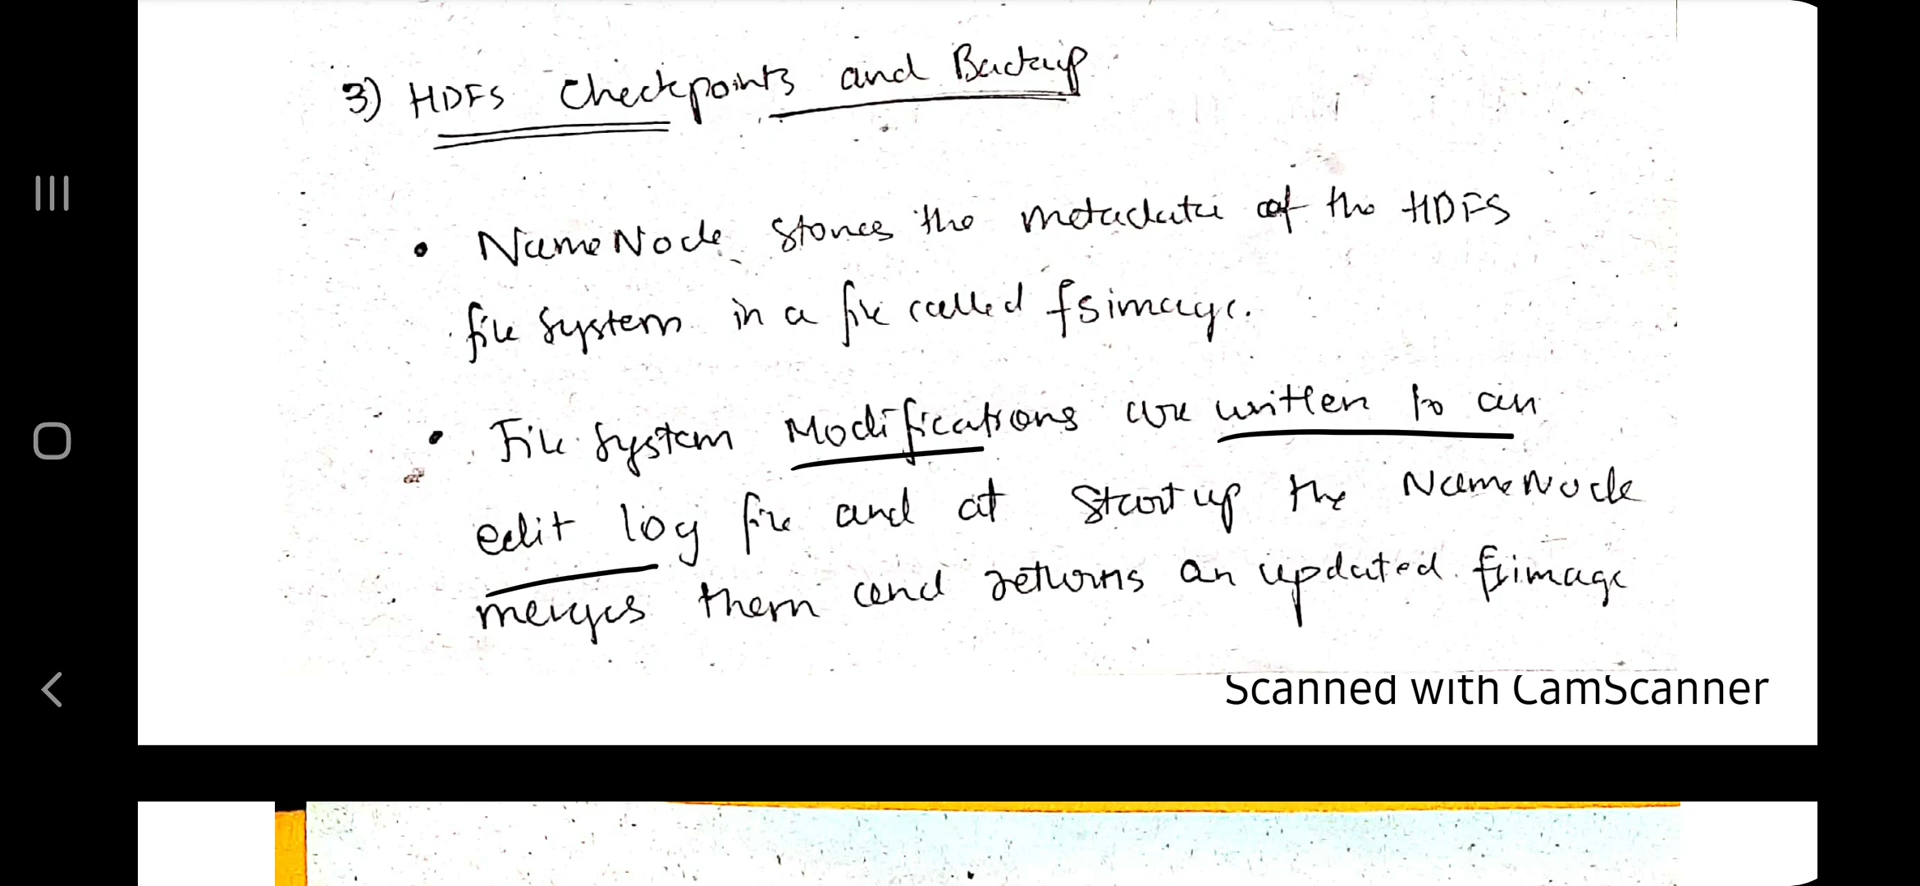 3) HDFS Checkpoints and Backup
• NameNode stores the metadata of the HDFS
file system in a file called fsimage.
• File system Modifications are written to an
edit log file and at startup the NameNode
merges them and returns an updated fsimage
Scanned with CamScanner